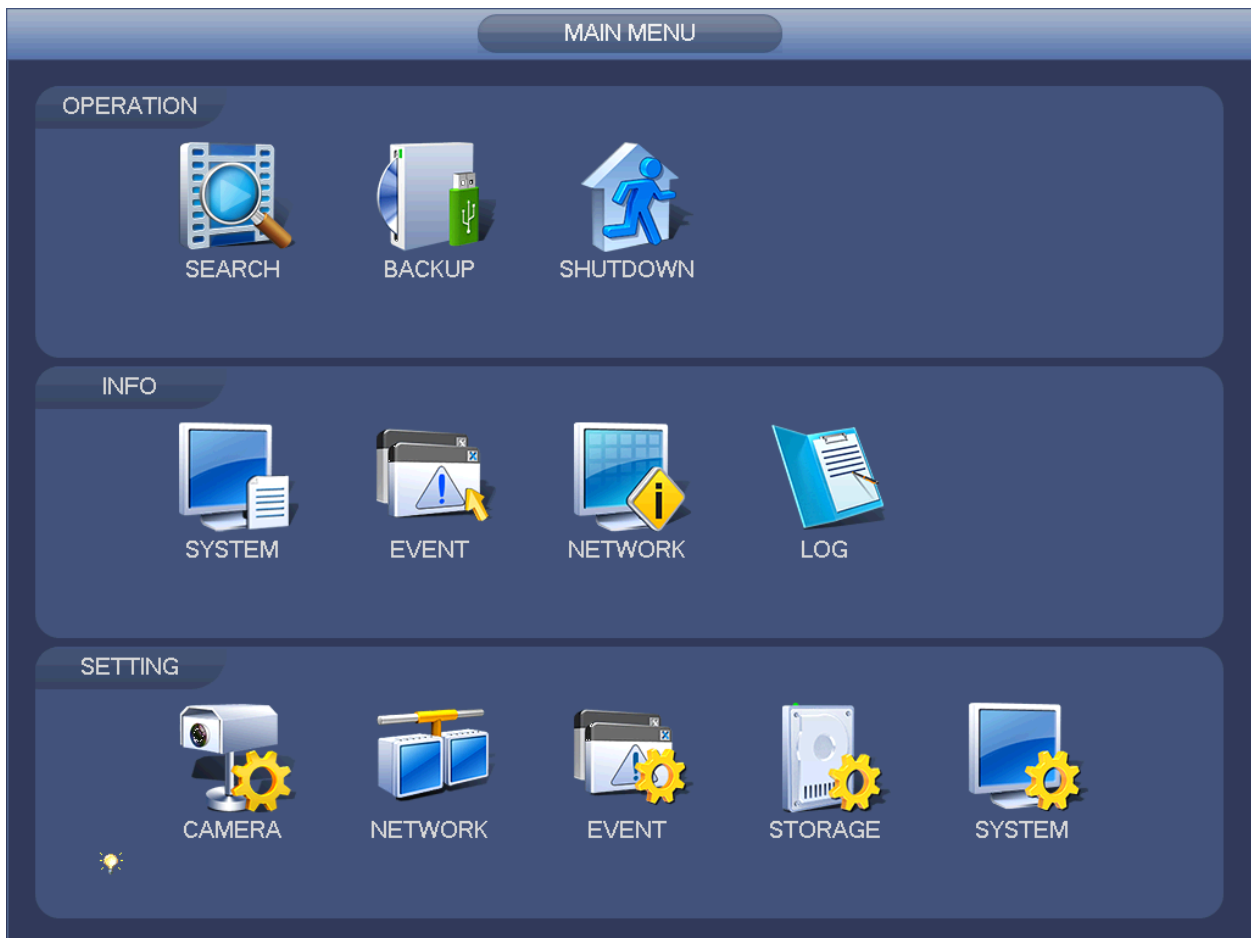 MAIN MENU
OPERATION
SEARCH BACKUP SHUTDOWN
INFO
SYSTEM EVENT NETWORK LOG
SETTING
CAMERA NETWORK EVENT STORAGE SYSTEM